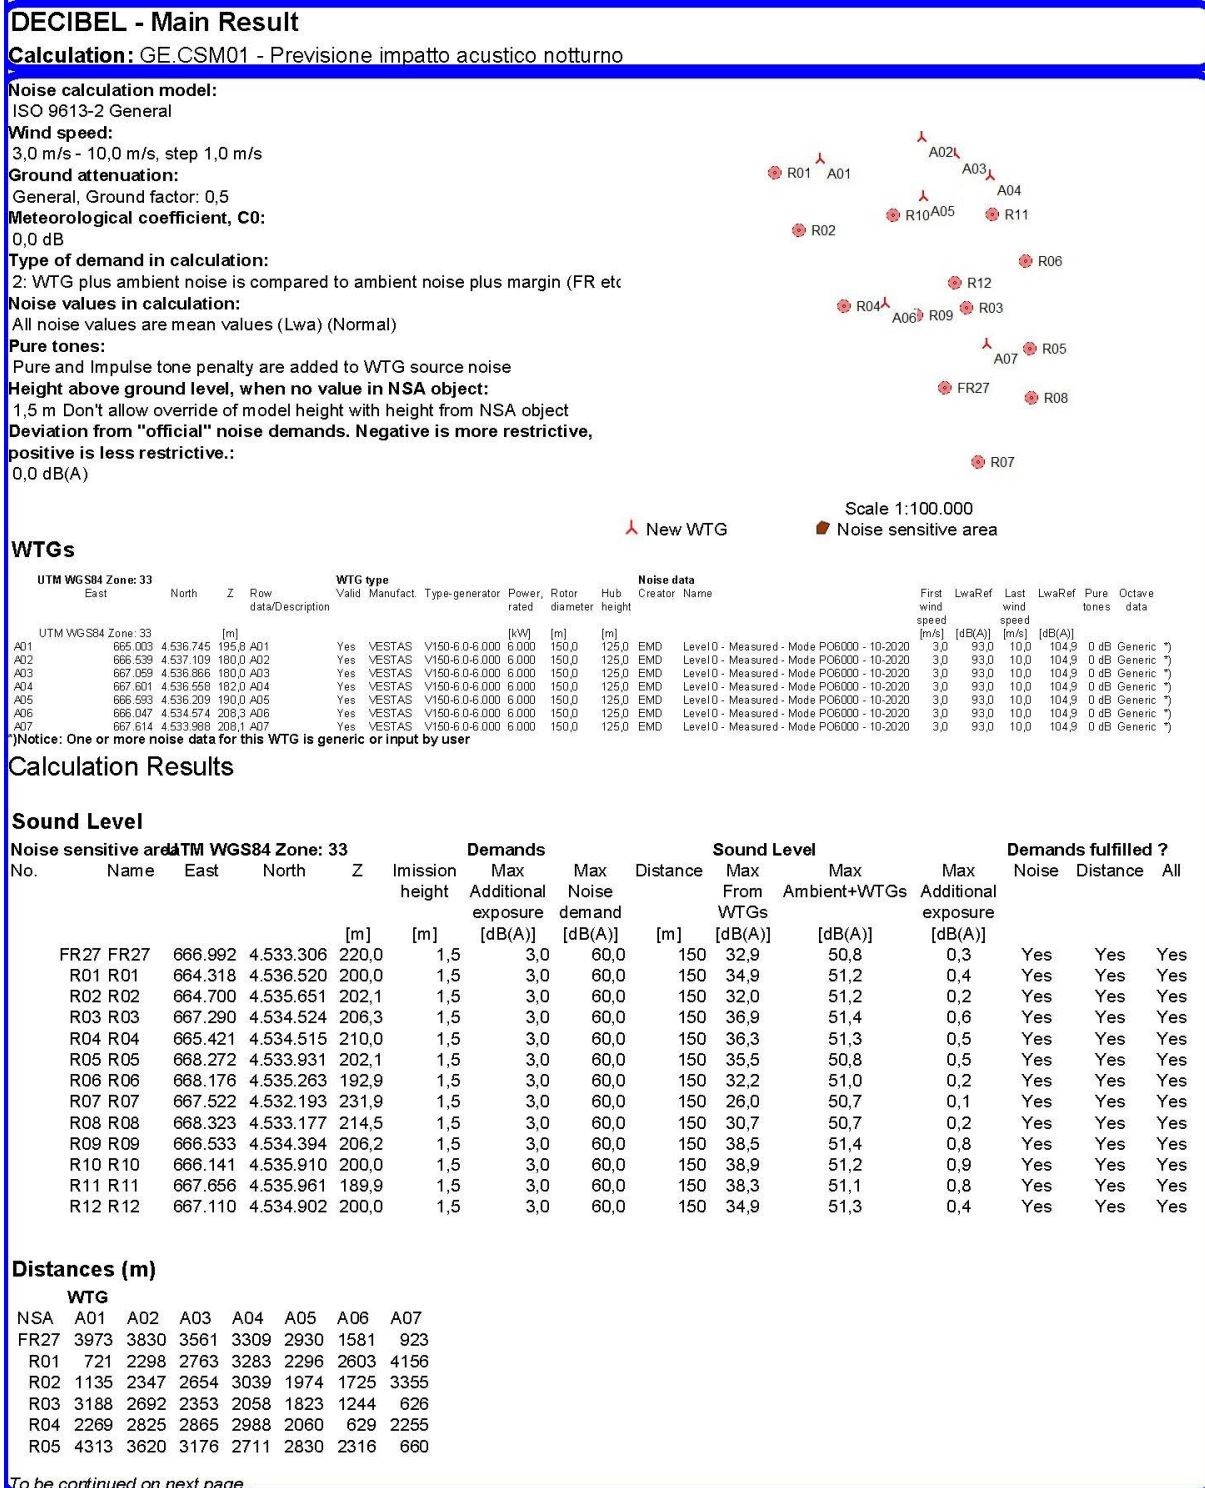 DECIBEL - Main Result
Calculation: GE.CSM01 - Previsione impatto acustico notturno
Noise calculation model:
ISO 9613-2 General
Wind speed:
3,0 m/s - 10,0 m/s, step 1,0 m/s
Ground attenuation:
General, Ground factor: 0,5
Meteorological coefficient, C0:
0,0 dB
Type of demand in calculation:
2: WTG plus ambient noise is compared to ambient noise plus margin (FR etc
Noise values in calculation:
All noise values are mean values (Lwa) (Normal)
Pure tones:
Pure and Impulse tone penalty are added to WTG source noise
Height above ground level, when no value in NSA object:
1,5 m Don't allow override of model height with height from NSA object
Deviation from "official" noise demands. Negative is more restrictive,
positive is less restrictive.:
0,0 dB(A)
A02
A03
R01 A01
A04
R10 A05 R11
R02
R06
R12
R04 A06 R09 R03
A07 R05
FR27
R08
R07
Scale 1:100.000
New WTG Noise sensitive area
WTGs
UTM WGS84 Zone: 33 WTG type Noise data
East North Z Row Valid Manufact. Type-generator Power, Rotor Hub Creator Name First LwaRef Last LwaRef Pure Octave
data/Description rated diameter height wind wind tones data
speed speed
UTM WGS84 Zone: 33 [m] [kW] [m] [m] [m/s] [dB(A)] [m/s] [dB(A)]
A01 665.003 4.536.745 195,8 A01 Yes VESTAS V150-6.0-6.000 6.000 150,0 125,0 EMD Level 0 - Measured - Mode PO6000 - 10-2020 3,0 93,0 10,0 104,9 0 dB Generic *)
A02 666.539 4.537.109 180,0 A02 Yes VESTAS V150-6.0-6.000 6.000 150,0 125,0 EMD Level 0 - Measured - Mode PO6000 - 10-2020 3,0 93,0 10,0 104,9 0 dB Generic *)
A03 667.059 4.536.866 180,0 A03 Yes VESTAS V150-6.0-6.000 6.000 150,0 125,0 EMD Level 0 - Measured - Mode PO6000 - 10-2020 3,0 93,0 10,0 104,9 0 dB Generic *)
A04 667.601 4.536.558 182,0 A04 Yes VESTAS V150-6.0-6.000 6.000 150,0 125,0 EMD Level 0 - Measured - Mode PO6000 - 10-2020 3,0 93,0 10,0 104,9 0 dB Generic *)
A05 666.593 4.536.209 190,0 A05 Yes VESTAS V150-6.0-6.000 6.000 150,0 125,0 EMD Level 0 - Measured - Mode PO6000 - 10-2020 3,0 93,0 10,0 104,9 0 dB Generic *)
A06 666.047 4.534.574 208,3 A06 Yes VESTAS V150-6.0-6.000 6.000 150,0 125,0 EMD Level 0 - Measured - Mode PO6000 - 10-2020 3,0 93,0 10,0 104,9 0 dB Generic *)
A07 667.614 4.533.988 208,1 A07 Yes VESTAS V150-6.0-6.000 6.000 150,0 125,0 EMD Level 0 - Measured - Mode PO6000 - 10-2020 3,0 93,0 10,0 104,9 0 dB Generic *)
*)Notice: One or more noise data for this WTG is generic or input by user
Calculation Results
Sound Level
Noise sensitive area UTM WGS84 Zone: 33 Demands Sound Level Demands fulfilled ?
No. Name East North Z Imission Max Max Distance Max Max Max Noise Distance All
height Additional Noise From Ambient+WTGs Additional
exposure demand WTGs exposure
[m] [m] [dB(A)] [dB(A)] [m] [dB(A)] [dB(A)] [dB(A)]
FR27 FR27 666.992 4.533.306 220,0 1,5 3,0 60,0 150 32,9 50,8 0,3 Yes Yes Yes
R01 R01 664.318 4.536.520 200,0 1,5 3,0 60,0 150 34,9 51,2 0,4 Yes Yes Yes
R02 R02 664.700 4.535.651 202,1 1,5 3,0 60,0 150 32,0 51,2 0,2 Yes Yes Yes
R03 R03 667.290 4.534.524 206,3 1,5 3,0 60,0 150 36,9 51,4 0,6 Yes Yes Yes
R04 R04 665.421 4.534.515 210,0 1,5 3,0 60,0 150 36,3 51,3 0,5 Yes Yes Yes
R05 R05 668.272 4.533.931 202,1 1,5 3,0 60,0 150 35,5 50,8 0,5 Yes Yes Yes
R06 R06 668.176 4.535.263 192,9 1,5 3,0 60,0 150 32,2 51,0 0,2 Yes Yes Yes
R07 R07 667.522 4.532.193 231,9 1,5 3,0 60,0 150 26,0 50,7 0,1 Yes Yes Yes
R08 R08 668.323 4.533.177 214,5 1,5 3,0 60,0 150 30,7 50,7 0,2 Yes Yes Yes
R09 R09 666.533 4.534.394 206,2 1,5 3,0 60,0 150 38,5 51,4 0,8 Yes Yes Yes
R10 R10 666.141 4.535.910 200,0 1,5 3,0 60,0 150 38,9 51,2 0,9 Yes Yes Yes
R11 R11 667.656 4.535.961 189,9 1,5 3,0 60,0 150 38,3 51,1 0,8 Yes Yes Yes
R12 R12 667.110 4.534.902 200,0 1,5 3,0 60,0 150 34,9 51,3 0,4 Yes Yes Yes
Distances (m)
WTG
NSA A01 A02 A03 A04 A05 A06 A07
FR27 3973 3830 3561 3309 2930 1581 923
R01 721 2298 2763 3283 2296 2603 4156
R02 1135 2347 2654 3039 1974 1725 3355
R03 3188 2692 2353 2058 1823 1244 626
R04 2269 2825 2865 2988 2060 629 2255
R05 4313 3620 3176 2711 2830 2316 660
To be continued on next page